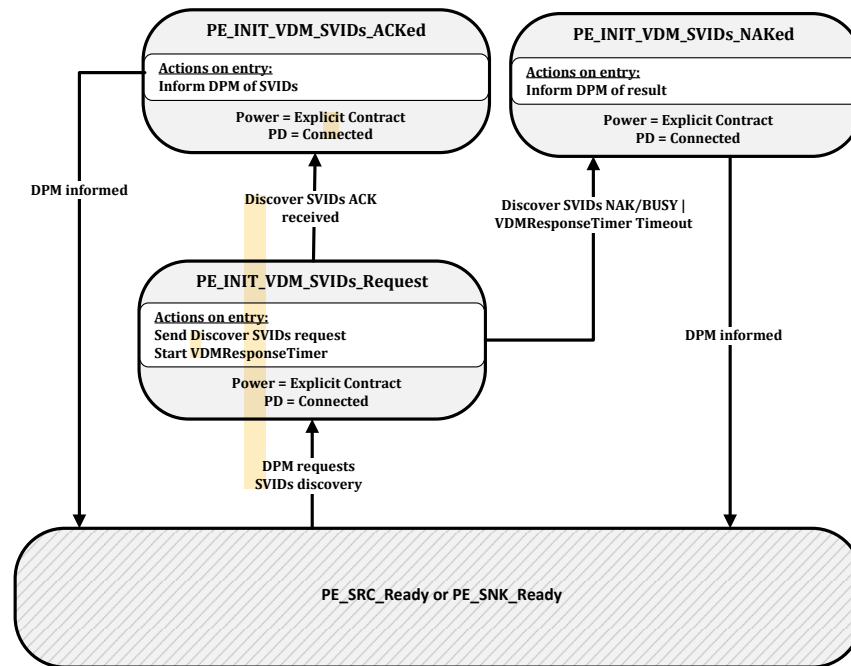 PE_INIT_VDM_SVIDs_ACKed
Actions on entry:
Inform DPM of SVIDs
Power = Explicit Contract
PD = Connected
PE_INIT_VDM_SVIDs_NAKed
Actions on entry:
Inform DPM of result
Power = Explicit Contract
PD = Connected
DPM informed
Discover SVIDs ACK
received
Discover SVIDs NAK/BUSY |
VDMResponseTimer Timeout
PE_INIT_VDM_SVIDs_Request
Actions on entry:
Send Discover SVIDs request
Start VDMResponseTimer
Power = Explicit Contract
PD = Connected
DPM informed
DPM requests
SVIDs discovery
PE_SRC_Ready or PE_SNK_Ready